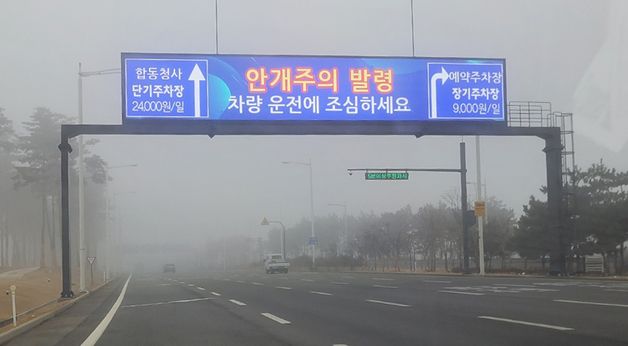 합동청사
단기주차장
24,000원/일
안개주의 발령
차량 운전에 조심하세요
예약주차장
장기주차장
9,000원/일